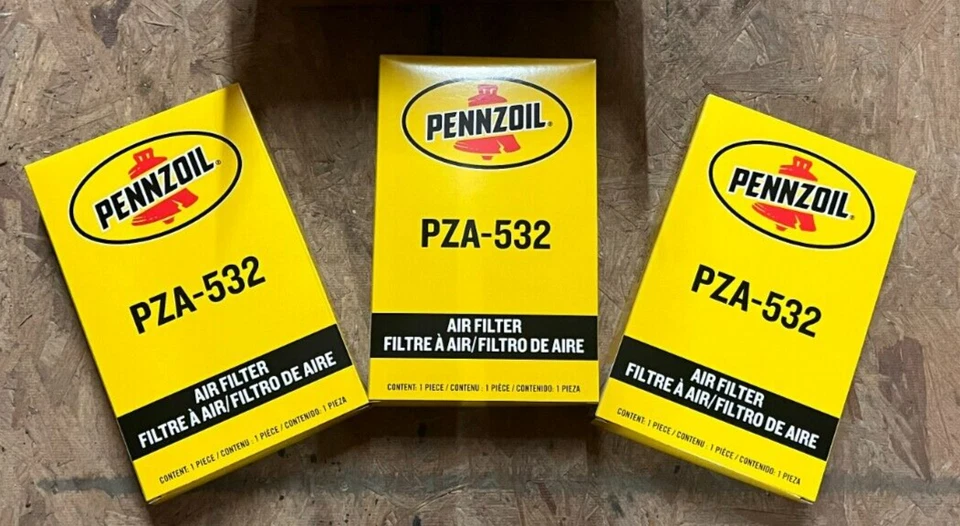 PENNZOIL®
PZA-532
AIR FILTER
FILTRE À AIR/FILTRO DE AIRE
CONTENT: 1 PIECE / CONTENU : 1 PIÈCE / CONTENIDO: 1 PIEZA
PENNZOIL®
PZA-532
AIR FILTER
FILTRE À AIR/FILTRO DE AIRE
CONTENT: 1 PIECE / CONTENU : 1 PIÈCE / CONTENIDO: 1 PIEZA
PENNZOIL®
PZA-532
AIR FILTER
FILTRE À AIR/FILTRO DE AIRE
CONTENT: 1 PIECE / CONTENU : 1 PIÈCE / CONTENIDO: 1 PIEZA